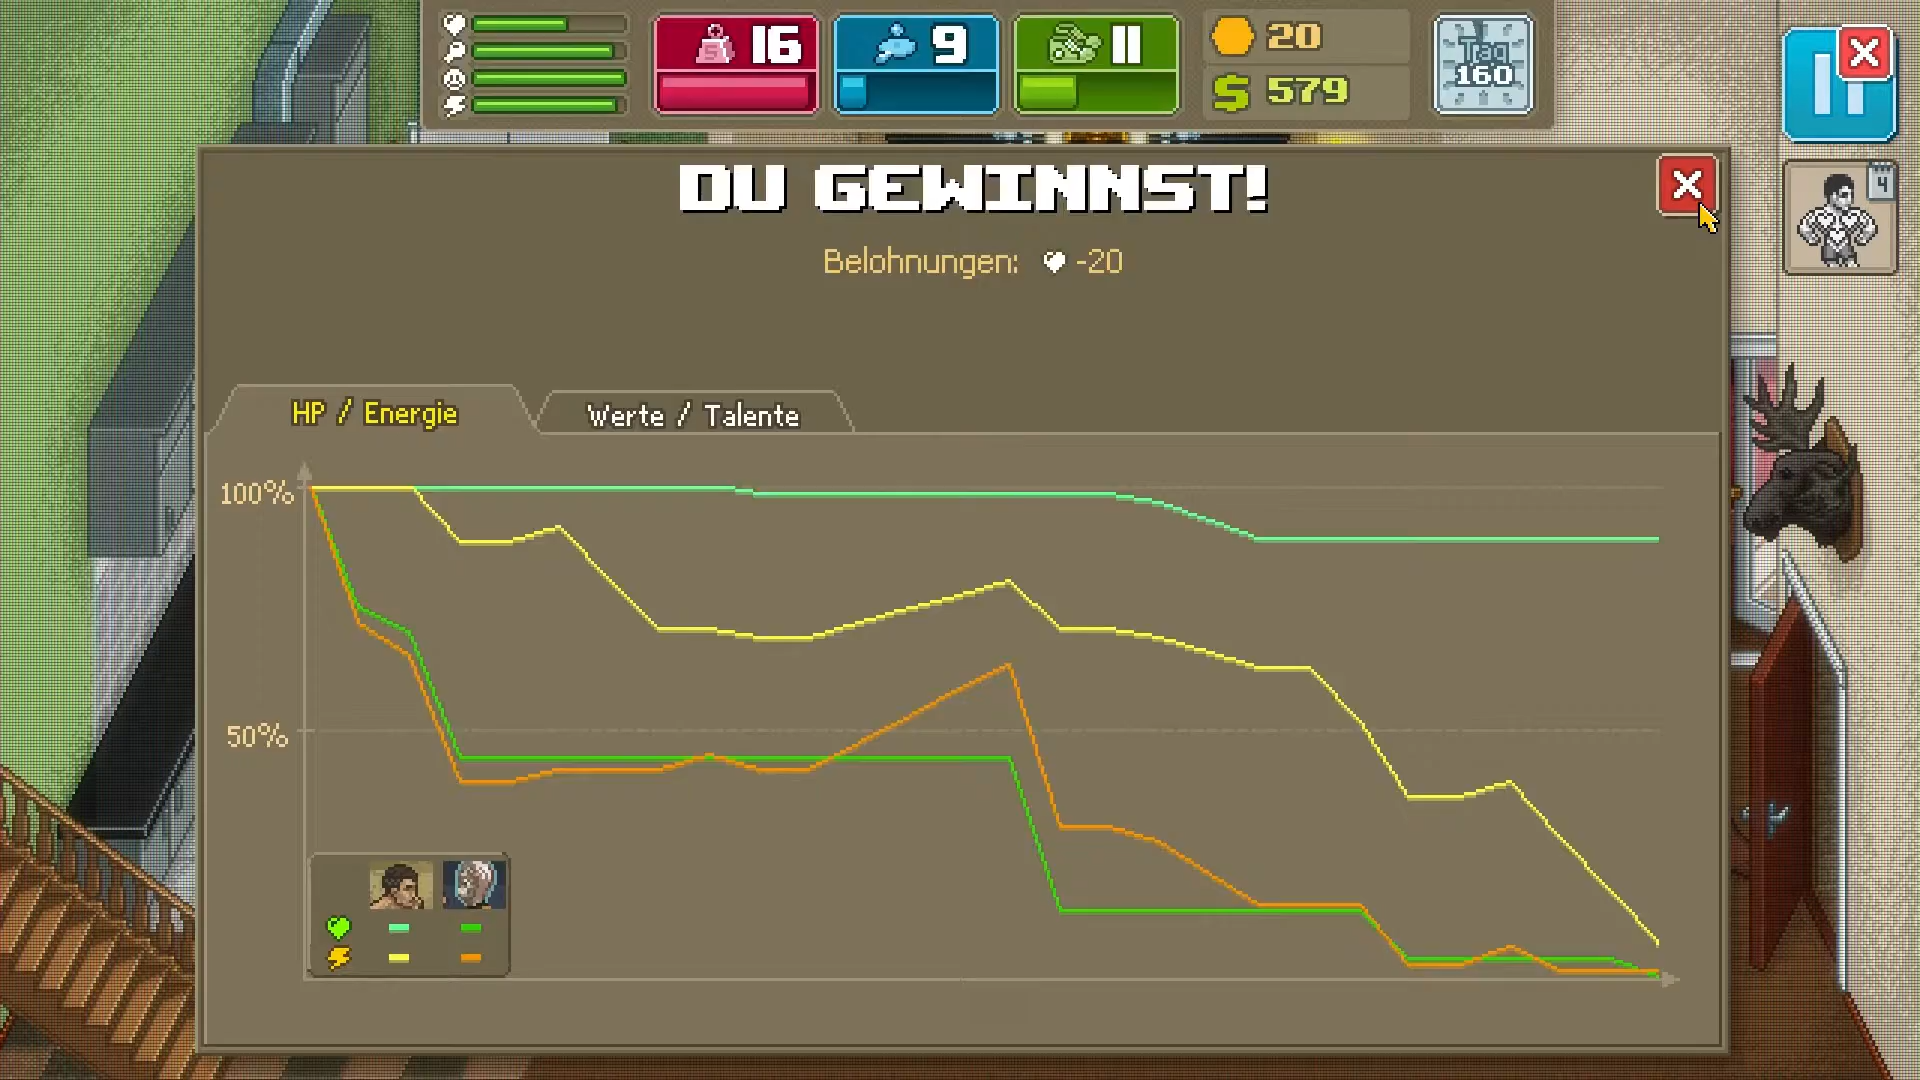 16
9
11
20
$ 579
Tag
160
4
DU GEWINNST!
Belohnungen: -20
HP / Energie
Werte / Talente
100%
50%